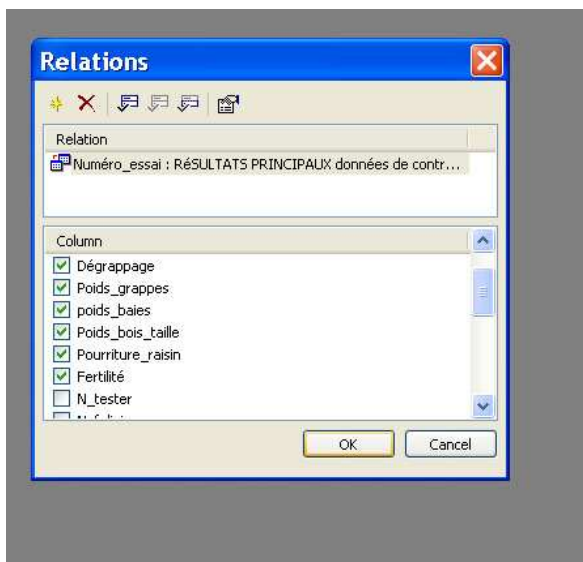 Relations
Relation
Numéro_essai : RéSULTATS PRINCIPAUX données de contr...
Column
Dégrappage
Poids_grappes
poids_baies
Poids_bois_taille
Pourriture_raisin
Fertilité
N_tester
OK
Cancel